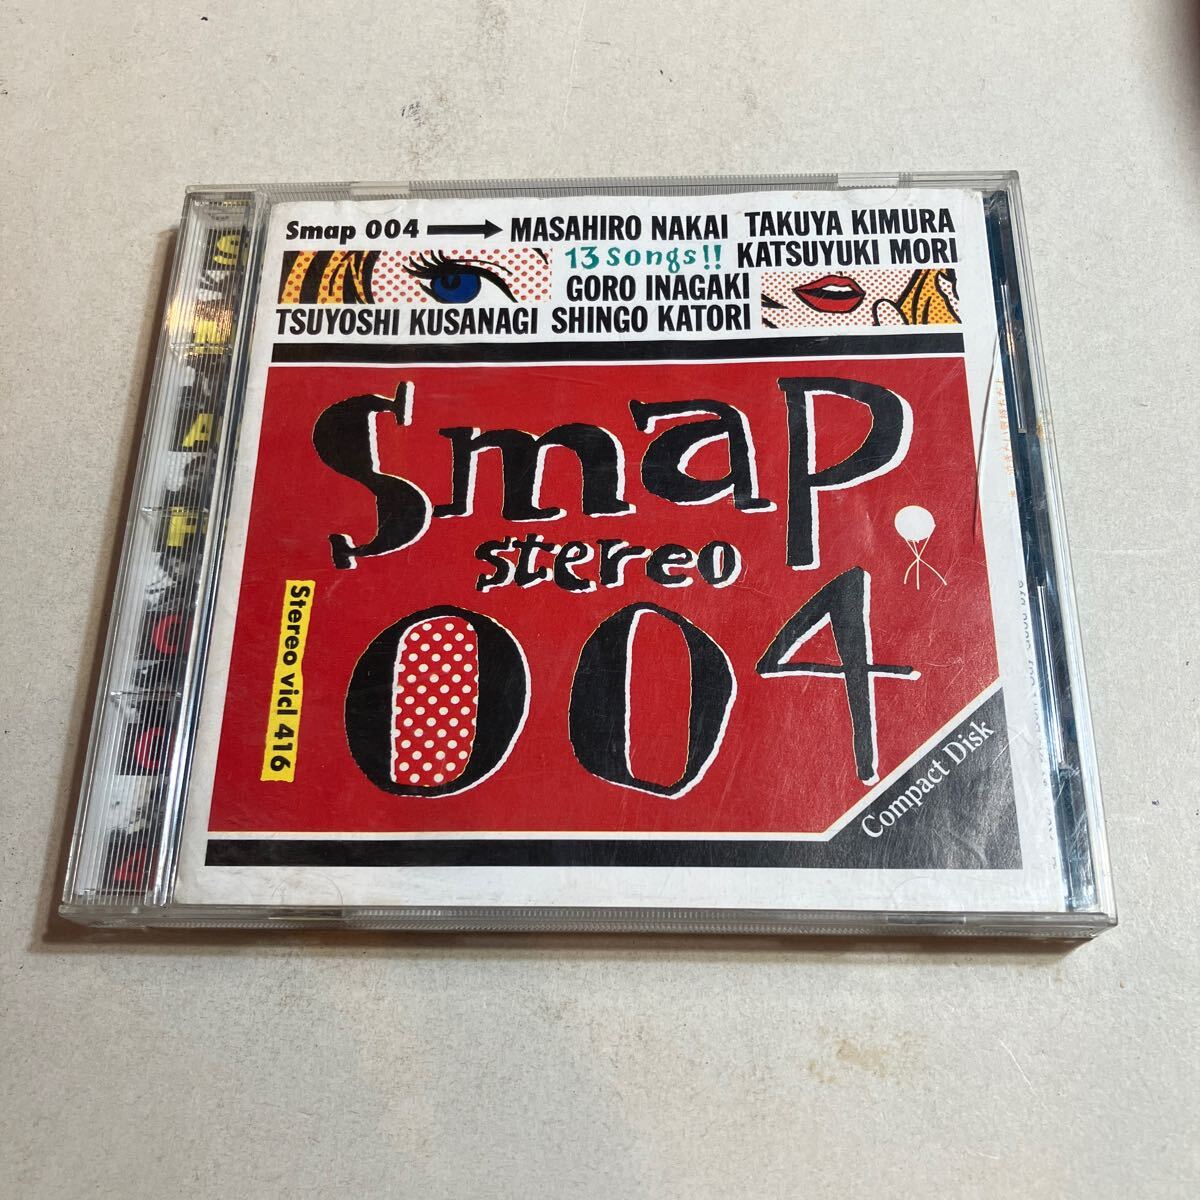 Smap 004 → MASAHIRO NAKAI TAKUYA KIMURA
13 songs!! KATSUYUKI MORI
GORO INAGAKI
TSUYOSHI KUSANAGI SHINGO KATORI
Smap
stereo
004
Stereo vicl 416
Compact Disk